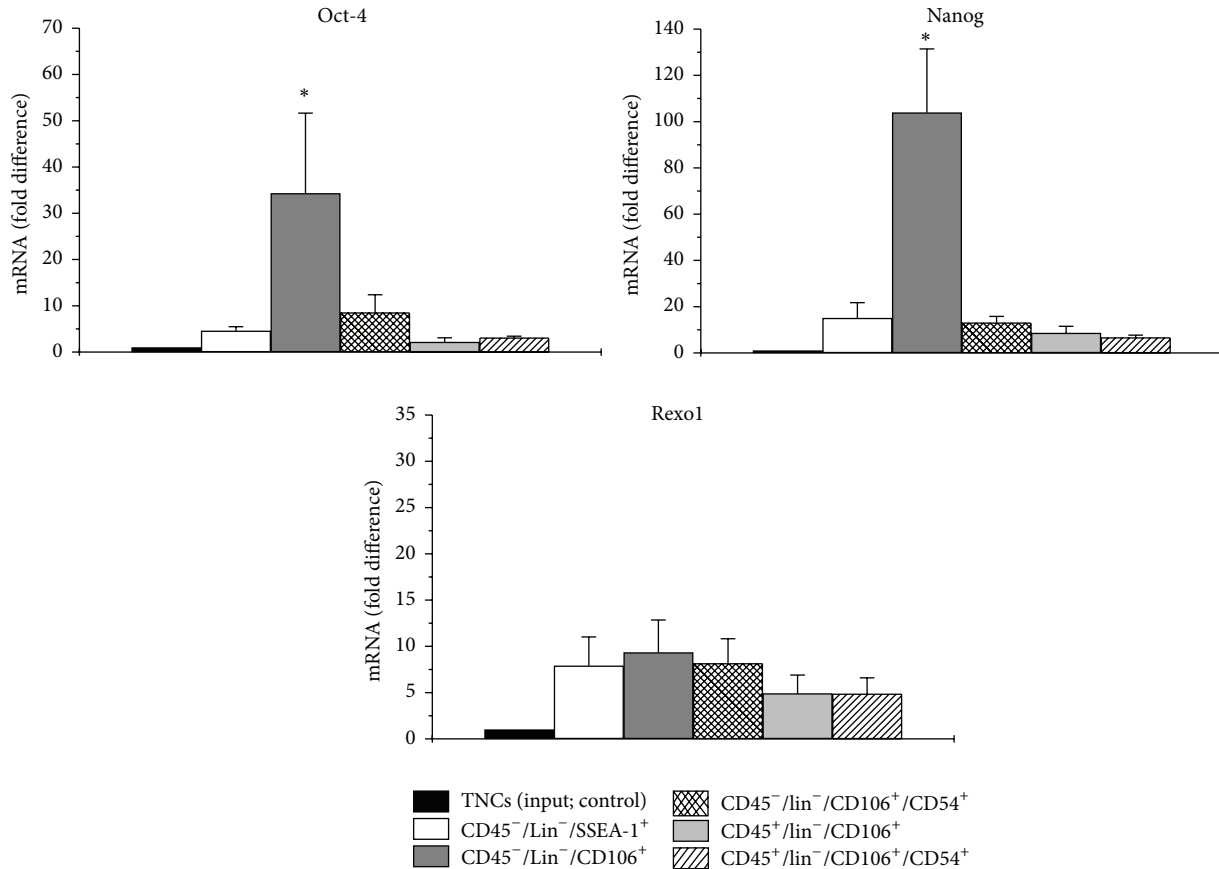 Oct-4
70
60
50
40
30
20
10
0
mRNA (fold difference)
*
Nanog
140
120
100
80
60
40
20
0
mRNA (fold difference)
*
Rexo1
35
30
25
20
15
10
5
0
mRNA (fold difference)
TNCs (input; control)
CD45⁻/Lin⁻/SSEA-1⁺
CD45⁻/Lin⁻/CD106⁺
CD45⁻/lin⁻/CD106⁺/CD54⁺
CD45⁺/lin⁻/CD106⁺
CD45⁺/lin⁻/CD106⁺/CD54⁺